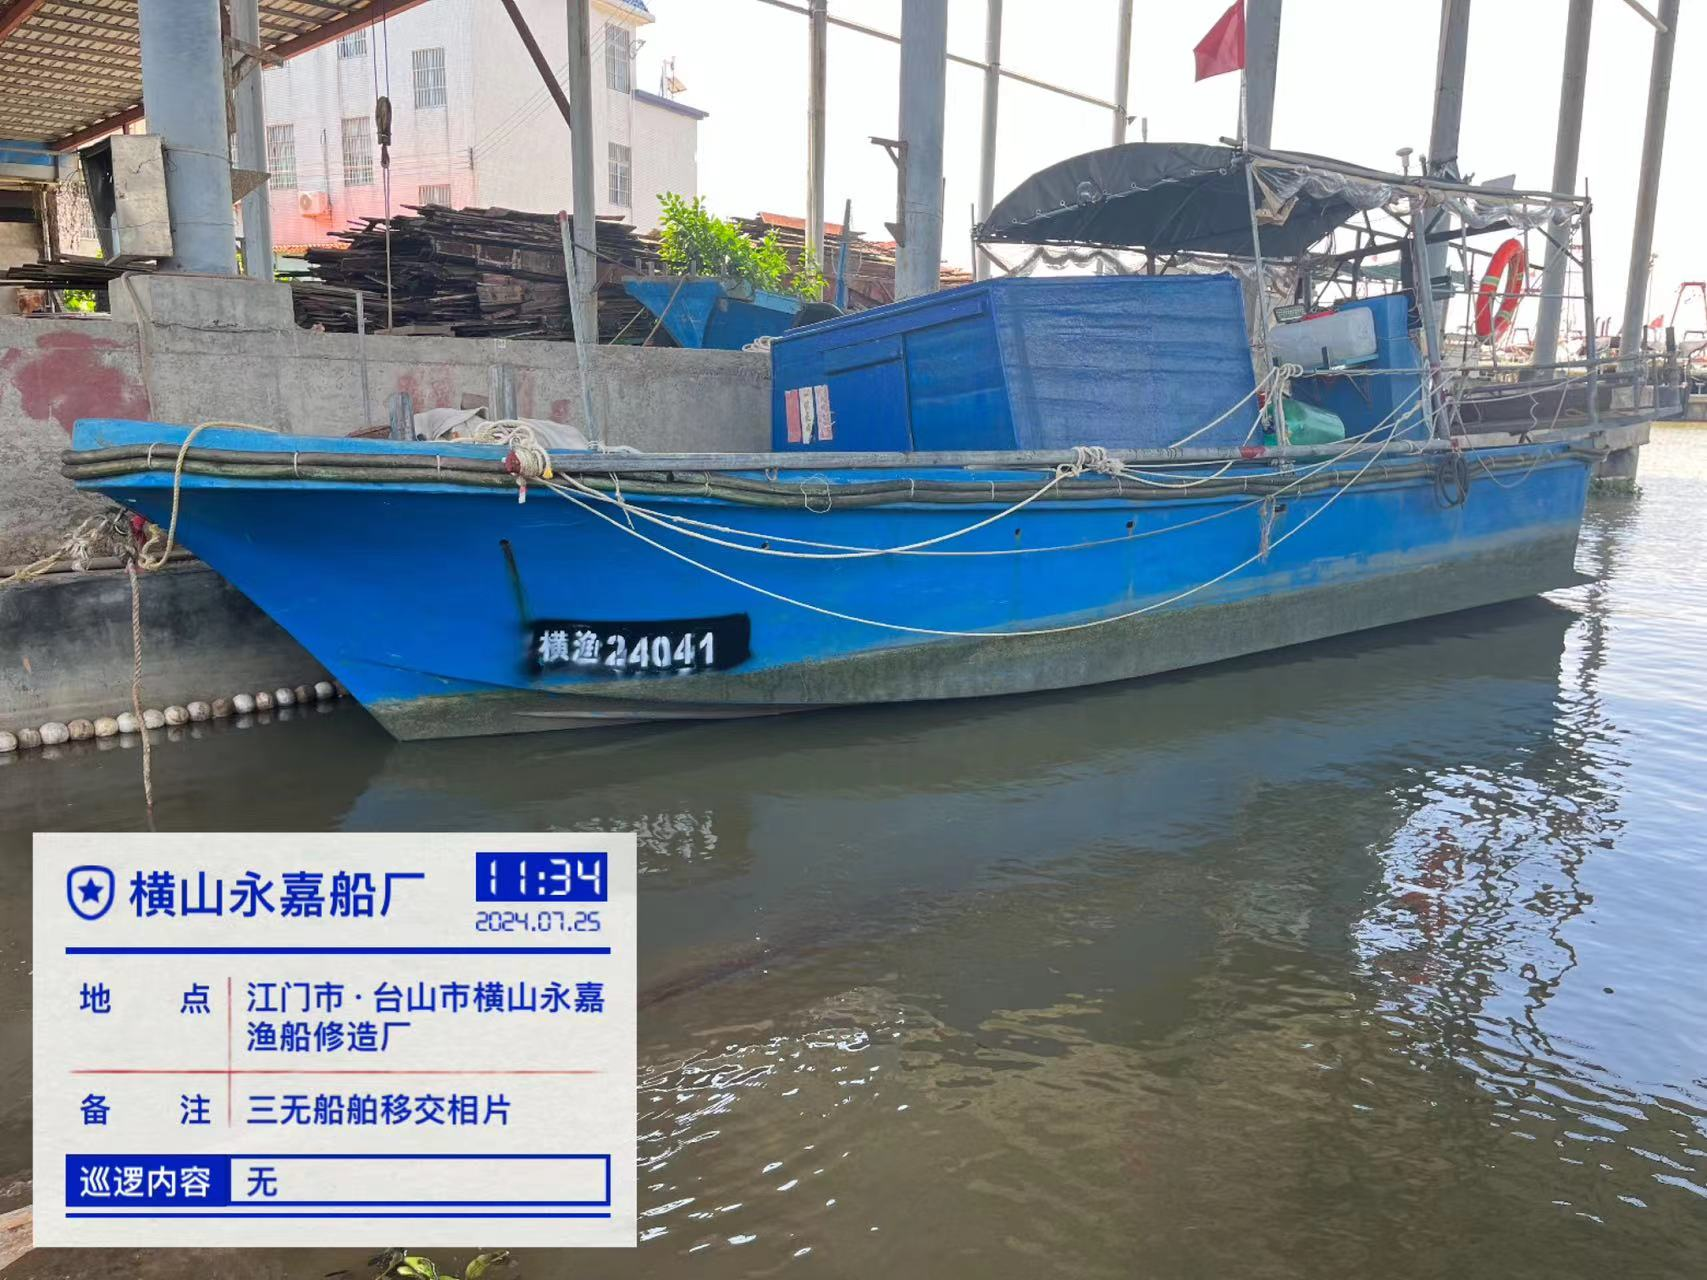 横渔24041
横山永嘉船厂
11:34
2024.07.25
地 点
江门市·台山市横山永嘉
渔船修造厂
备 注
三无船舶移交相片
巡逻内容
无